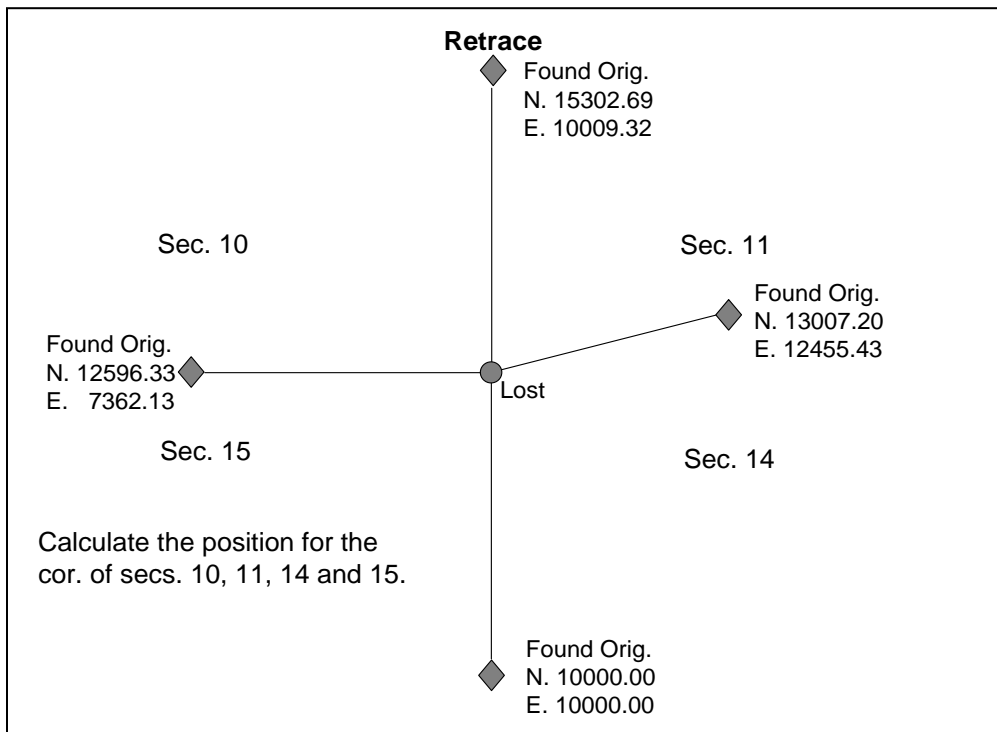 Retrace
Found Orig.
N. 15302.69
E. 10009.32
Sec. 10
Sec. 11
Found Orig.
N. 13007.20
E. 12455.43
Found Orig.
N. 12596.33
E. 7362.13
Lost
Sec. 15
Sec. 14
Calculate the position for the
cor. of secs. 10, 11, 14 and 15.
Found Orig.
N. 10000.00
E. 10000.00